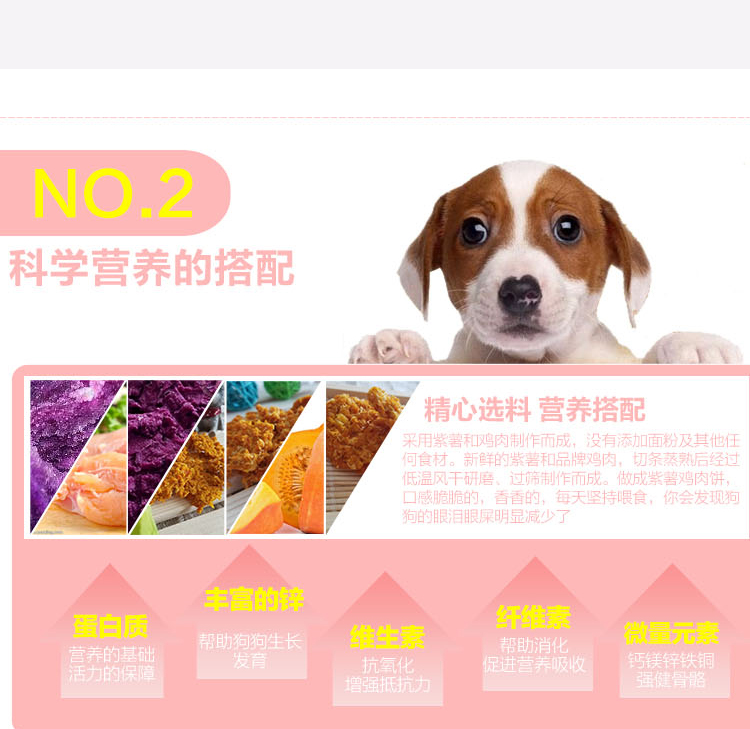 NO.2
科学营养的搭配
精心选料 营养搭配
采用紫薯和鸡肉制作而成，没有添加面粉及其他任
何食材。新鲜的紫薯和品牌鸡肉，切条蒸熟后经过
低温风干研磨、过筛制作而成。做成紫薯鸡肉饼，
口感脆脆的，香香的，每天坚持喂食，你会发现狗
狗的眼泪眼屎明显减少了
蛋白质
营养的基础
活力的保障
丰富的锌
帮助狗狗生长
发育
维生素
抗氧化
增强抵抗力
纤维素
帮助消化
促进营养吸收
微量元素
钙镁锌铁铜
强健骨骼